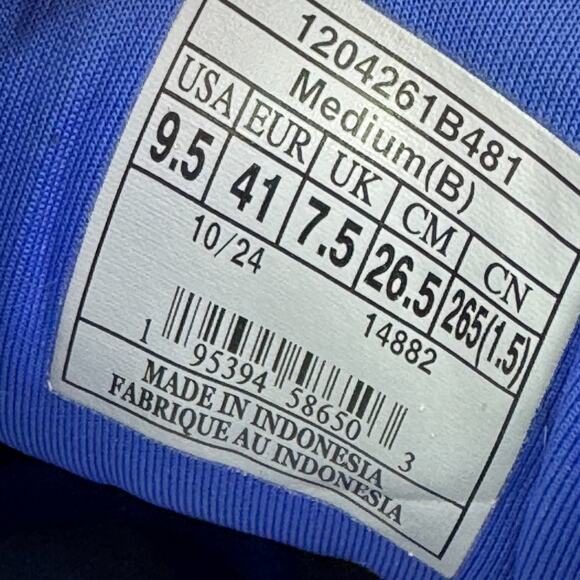 1204261B481
Medium(B)
USA EUR UK CM CN
9.5 41 7.5 26.5 265(1.5)
10/24 14882
1 95394 58650 3
MADE IN INDONESIA
FABRIQUE AU INDONESIA